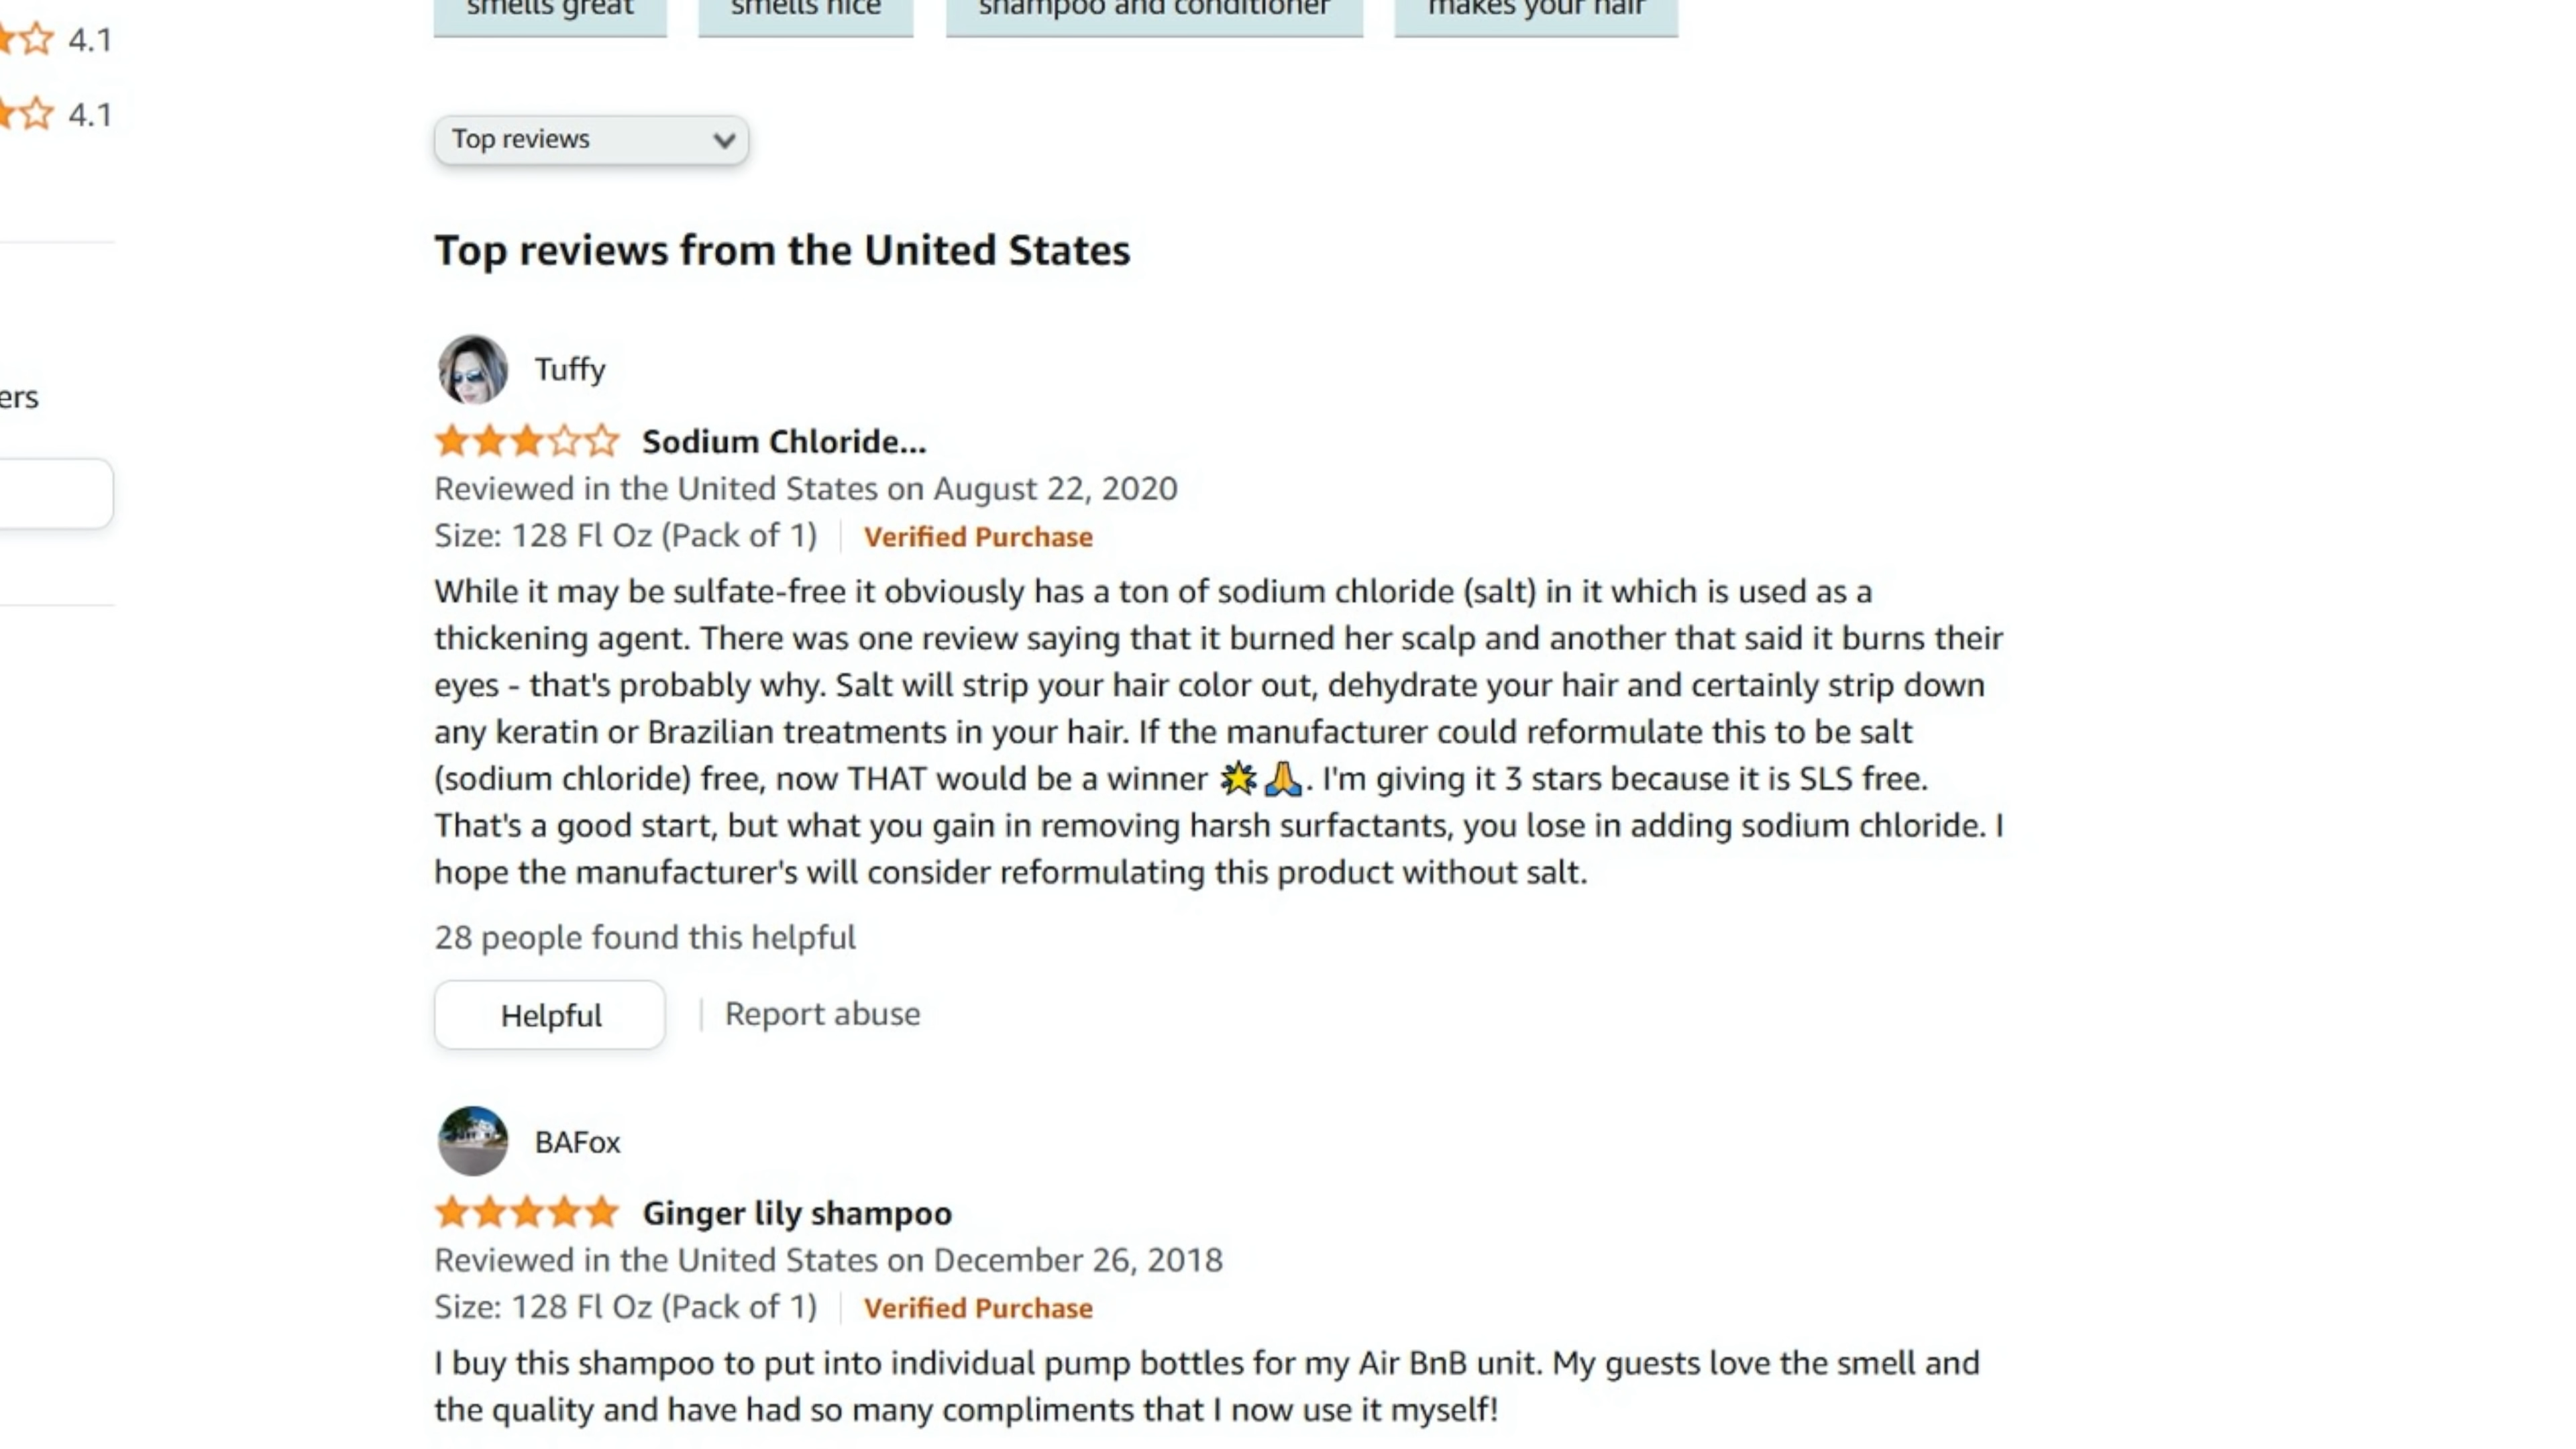 smells great smells nice shampoo and conditioner makes your hair
4.1
4.1
Top reviews
Top reviews from the United States
Tuffy
ers
Sodium Chloride...
Reviewed in the United States on August 22, 2020
Size: 128 Fl Oz (Pack of 1) Verified Purchase
While it may be sulfate-free it obviously has a ton of sodium chloride (salt) in it which is used as a
thickening agent. There was one review saying that it burned her scalp and another that said it burns their
eyes - that's probably why. Salt will strip your hair color out, dehydrate your hair and certainly strip down
any keratin or Brazilian treatments in your hair. If the manufacturer could reformulate this to be salt
(sodium chloride) free, now THAT would be a winner 🌟🙏. I'm giving it 3 stars because it is SLS free.
That's a good start, but what you gain in removing harsh surfactants, you lose in adding sodium chloride. I
hope the manufacturer's will consider reformulating this product without salt.
28 people found this helpful
Helpful Report abuse
BAFox
Ginger lily shampoo
Reviewed in the United States on December 26, 2018
Size: 128 Fl Oz (Pack of 1) Verified Purchase
I buy this shampoo to put into individual pump bottles for my Air BnB unit. My guests love the smell and
the quality and have had so many compliments that I now use it myself!